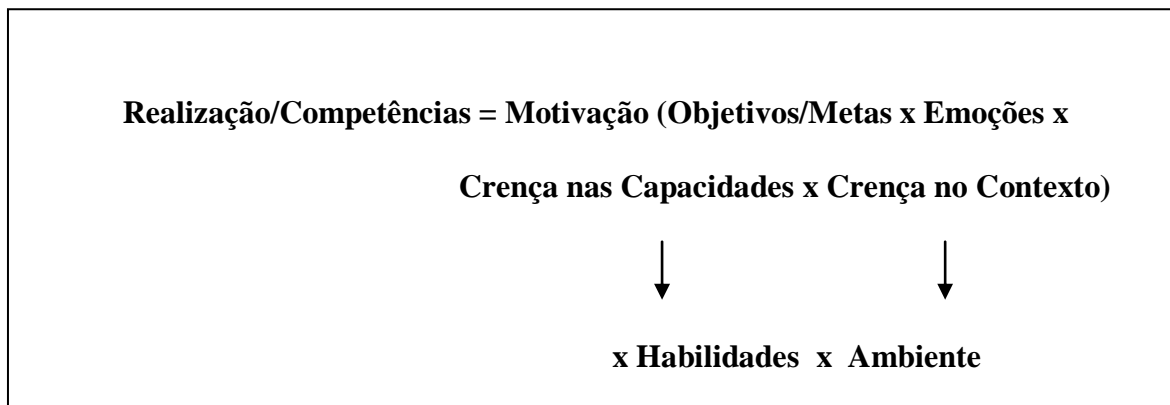 Realização/Competências = Motivação (Objetivos/Metas x Emoções x
Crença nas Capacidades x Crença no Contexto)
x Habilidades x Ambiente